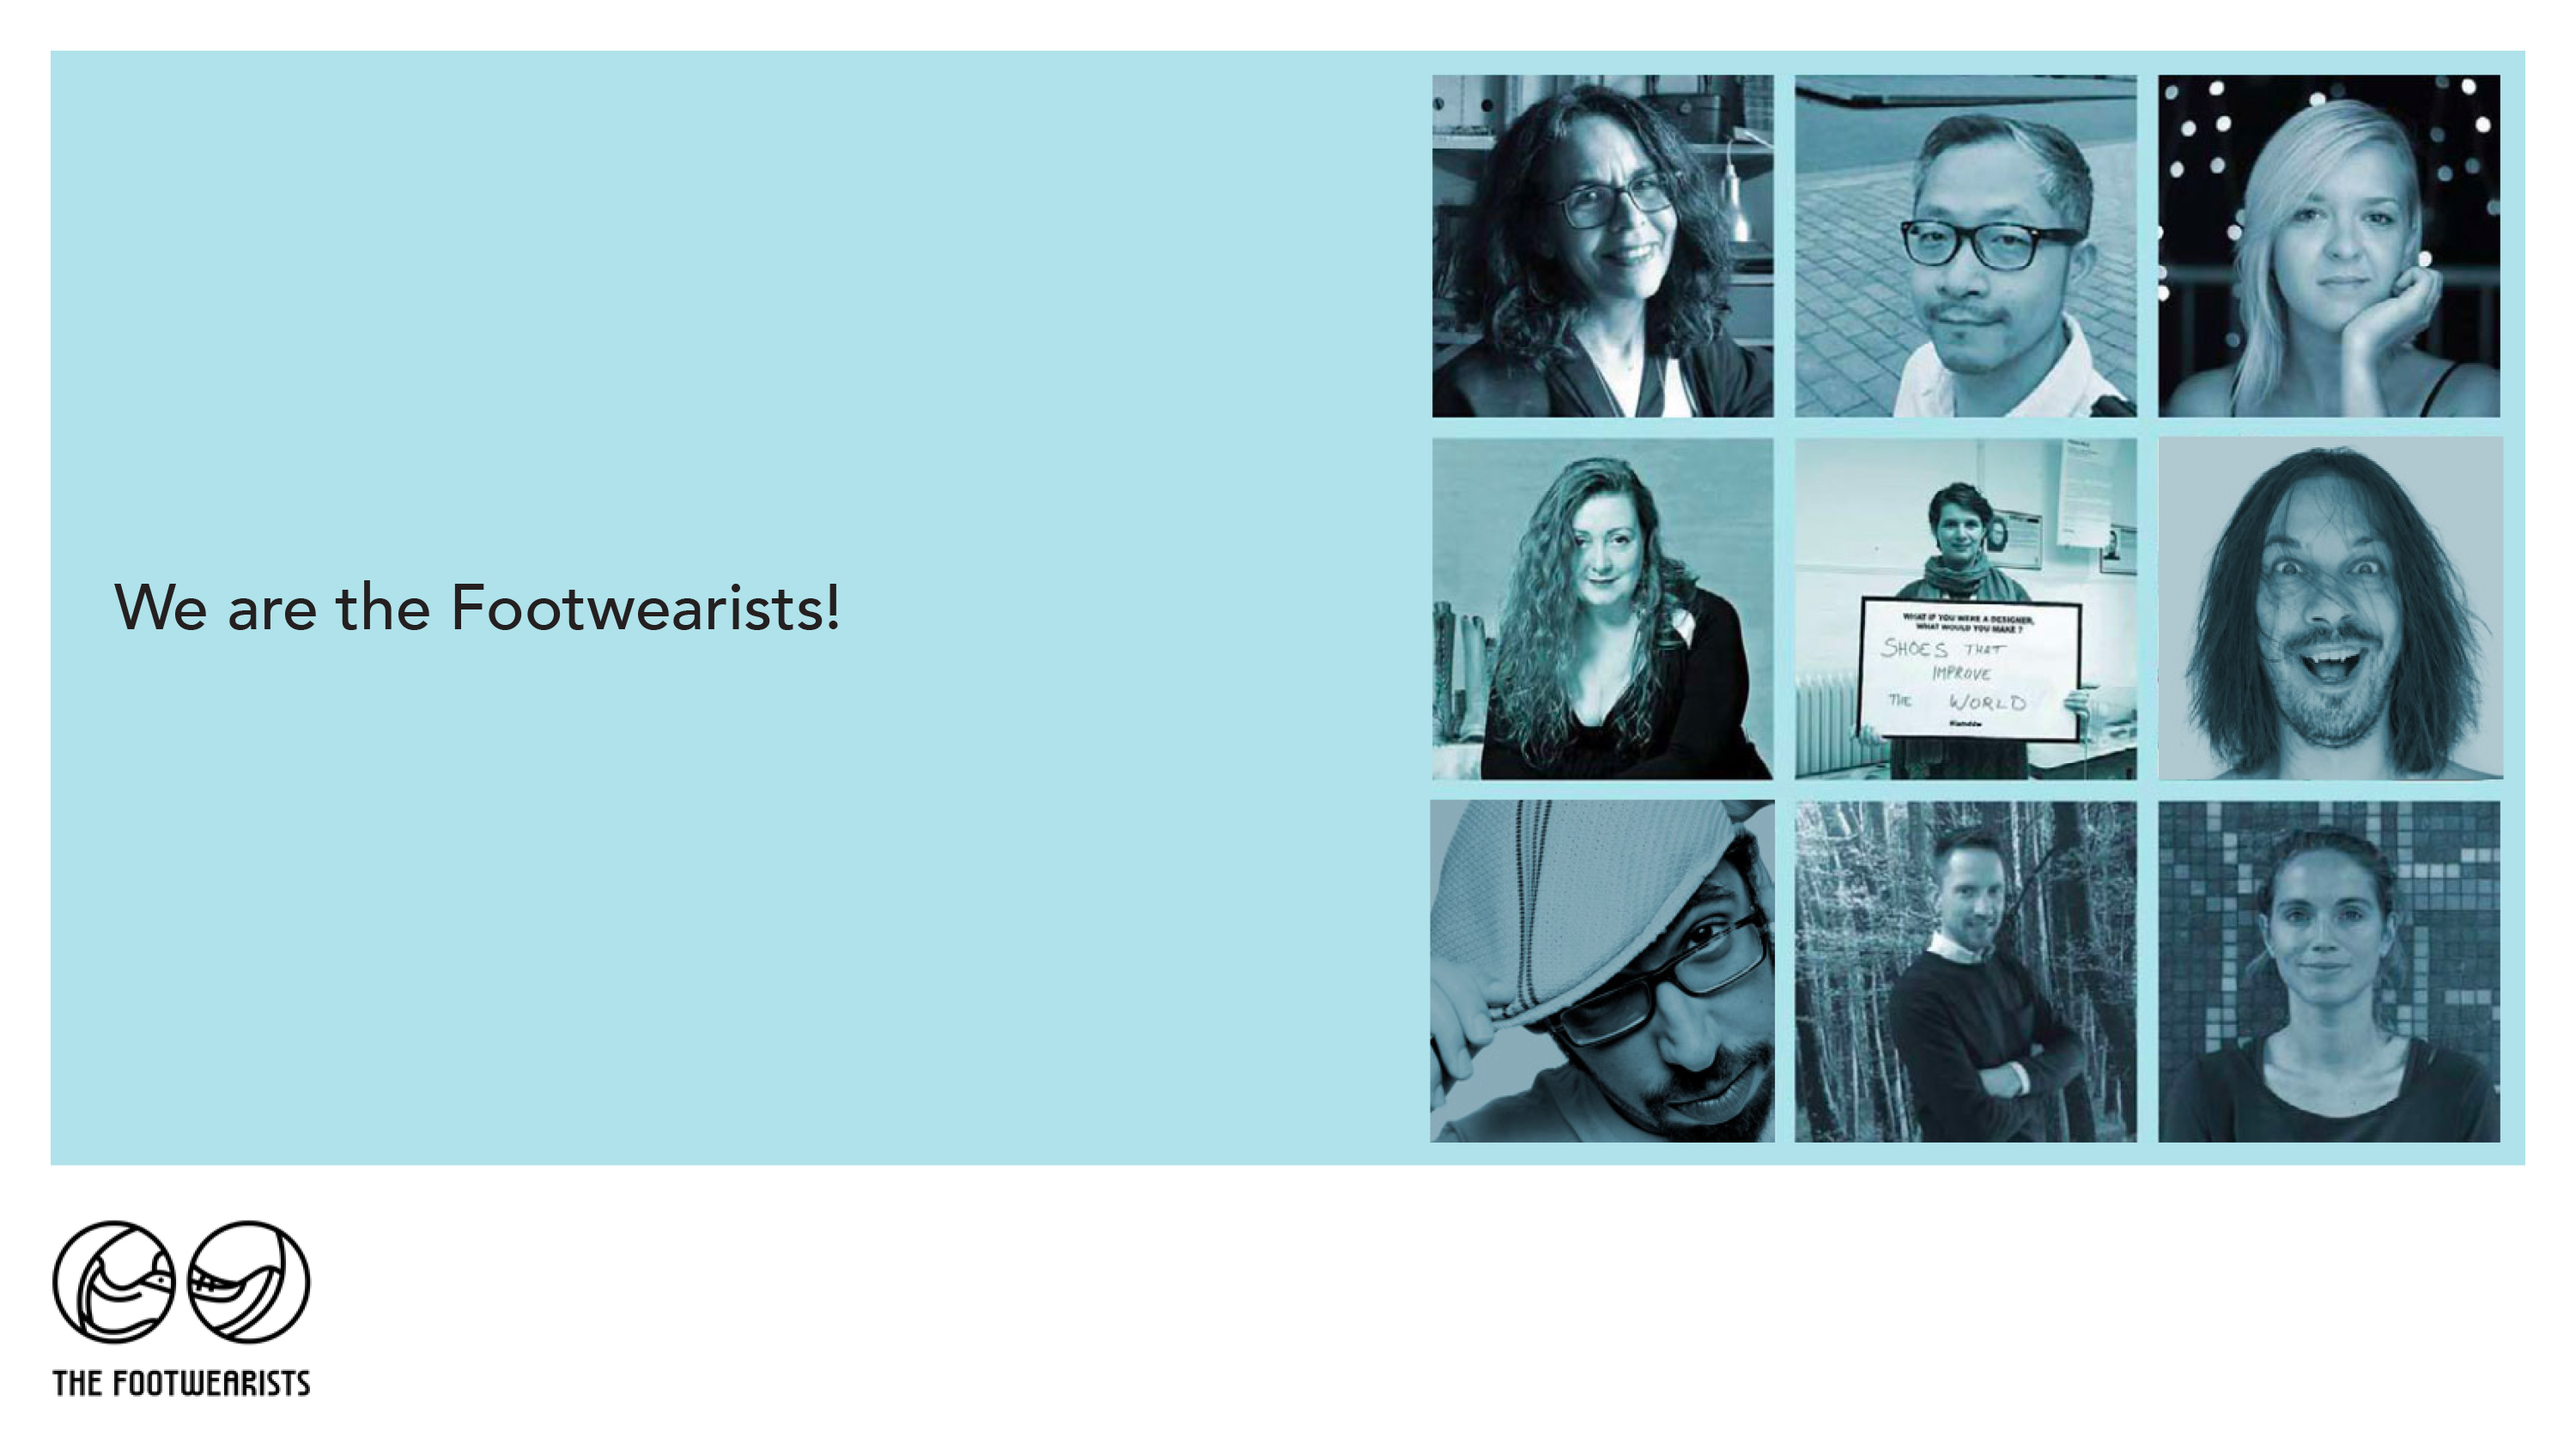 We are the Footwearists!
WHAT IF YOU WERE A DESIGNER,
WHAT WOULD YOU MAKE ?
SHOES THAT
IMPROVE
THE WORLD
THE FOOTWEARISTS